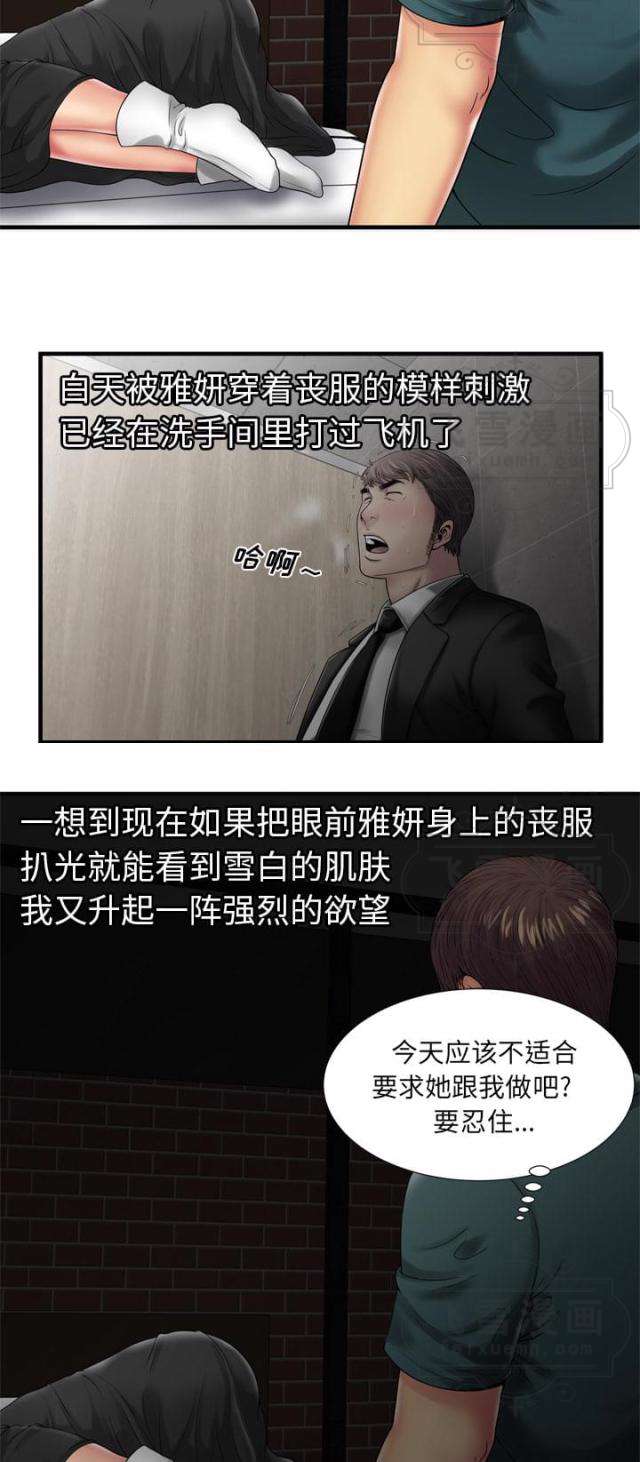 白天被雅妍穿着丧服的模样刺激
已经在洗手间里打过飞机了
哈啊~
一想到现在如果把眼前雅妍身上的丧服
扒光就能看到雪白的肌肤
我又升起一阵强烈的欲望
今天应该不适合
要求她跟我做吧?
要忍住...